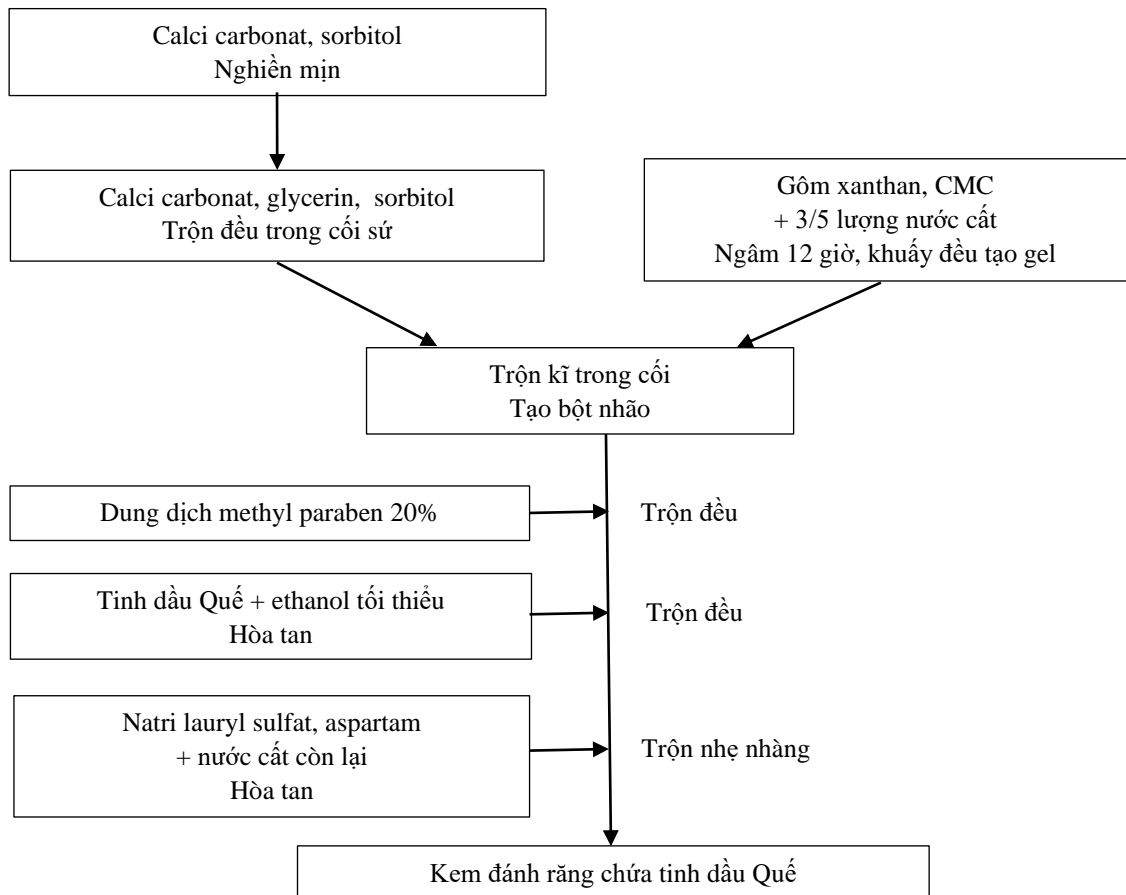 Calci carbonat, sorbitol
Nghiền mịn
Calci carbonat, glycerin, sorbitol
Trộn đều trong cối sứ
Gôm xanthan, CMC
+ 3/5 lượng nước cất
Ngâm 12 giờ, khuấy đều tạo gel
Trộn kĩ trong cối
Tạo bột nhão
Dung dịch methyl paraben 20%
Trộn đều
Tinh dầu Quế + ethanol tối thiểu
Hòa tan
Trộn đều
Natri lauryl sulfat, aspartam
+ nước cất còn lại
Hòa tan
Trộn nhẹ nhàng
Kem đánh răng chứa tinh dầu Quế